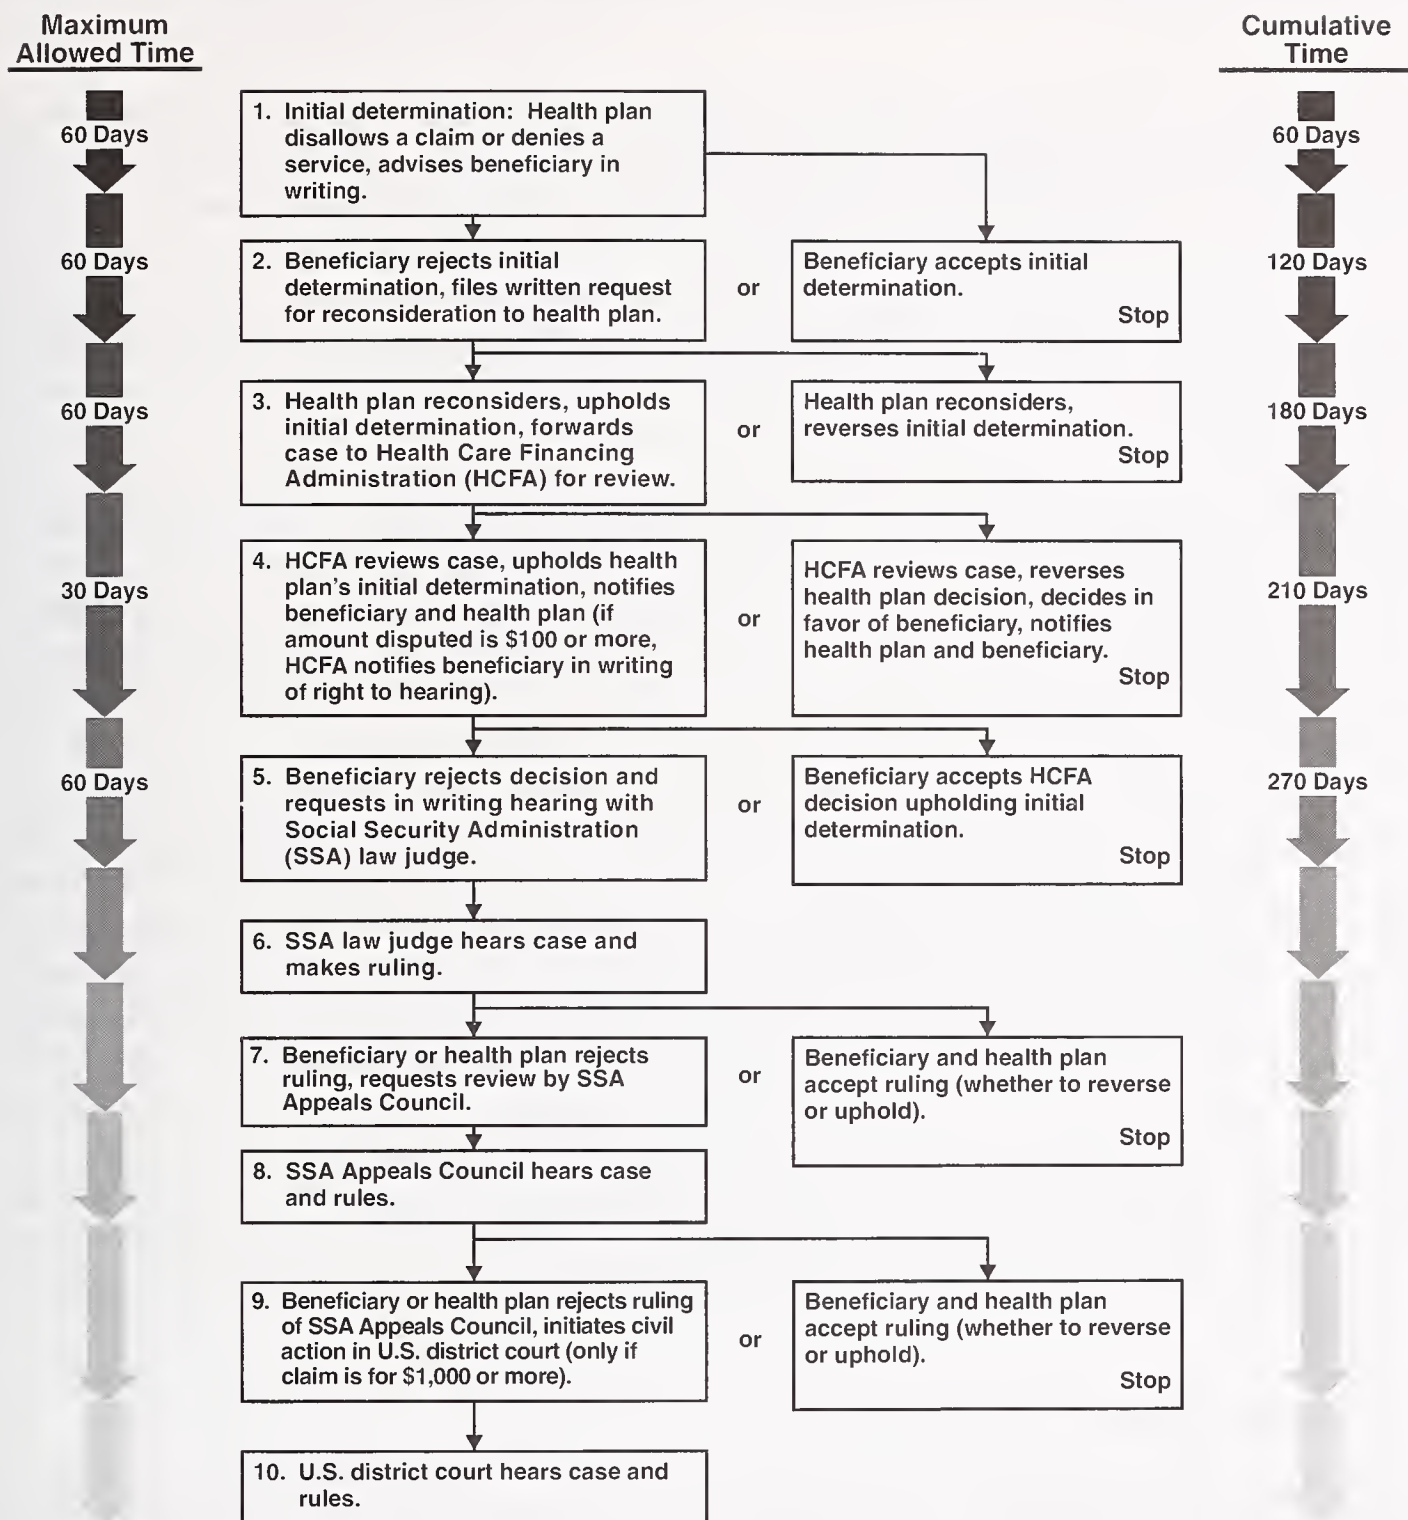 Maximum
Allowed Time
Cumulative
Time
60 Days
1. Initial determination: Health plan
disallows a claim or denies a
service, advises beneficiary in
writing.
60 Days
60 Days
2. Beneficiary rejects initial
determination, files written request
for reconsideration to health plan.
or
Beneficiary accepts initial
determination.
Stop
120 Days
60 Days
3. Health plan reconsiders, upholds
initial determination, forwards
case to Health Care Financing
Administration (HCFA) for review.
or
Health plan reconsiders,
reverses initial determination.
Stop
180 Days
30 Days
4. HCFA reviews case, upholds health
plan's initial determination, notifies
beneficiary and health plan (if
amount disputed is $100 or more,
HCFA notifies beneficiary in writing
of right to hearing).
or
HCFA reviews case, reverses
health plan decision, decides in
favor of beneficiary, notifies
health plan and beneficiary.
Stop
210 Days
60 Days
5. Beneficiary rejects decision and
requests in writing hearing with
Social Security Administration
(SSA) law judge.
or
Beneficiary accepts HCFA
decision upholding initial
determination.
Stop
270 Days
6. SSA law judge hears case and
makes ruling.
7. Beneficiary or health plan rejects
ruling, requests review by SSA
Appeals Council.
or
Beneficiary and health plan
accept ruling (whether to reverse
or uphold).
Stop
8. SSA Appeals Council hears case
and rules.
9. Beneficiary or health plan rejects ruling
of SSA Appeals Council, initiates civil
action in U.S. district court (only if
claim is for $1,000 or more).
or
Beneficiary and health plan
accept ruling (whether to reverse
or uphold).
Stop
10. U.S. district court hears case and
rules.